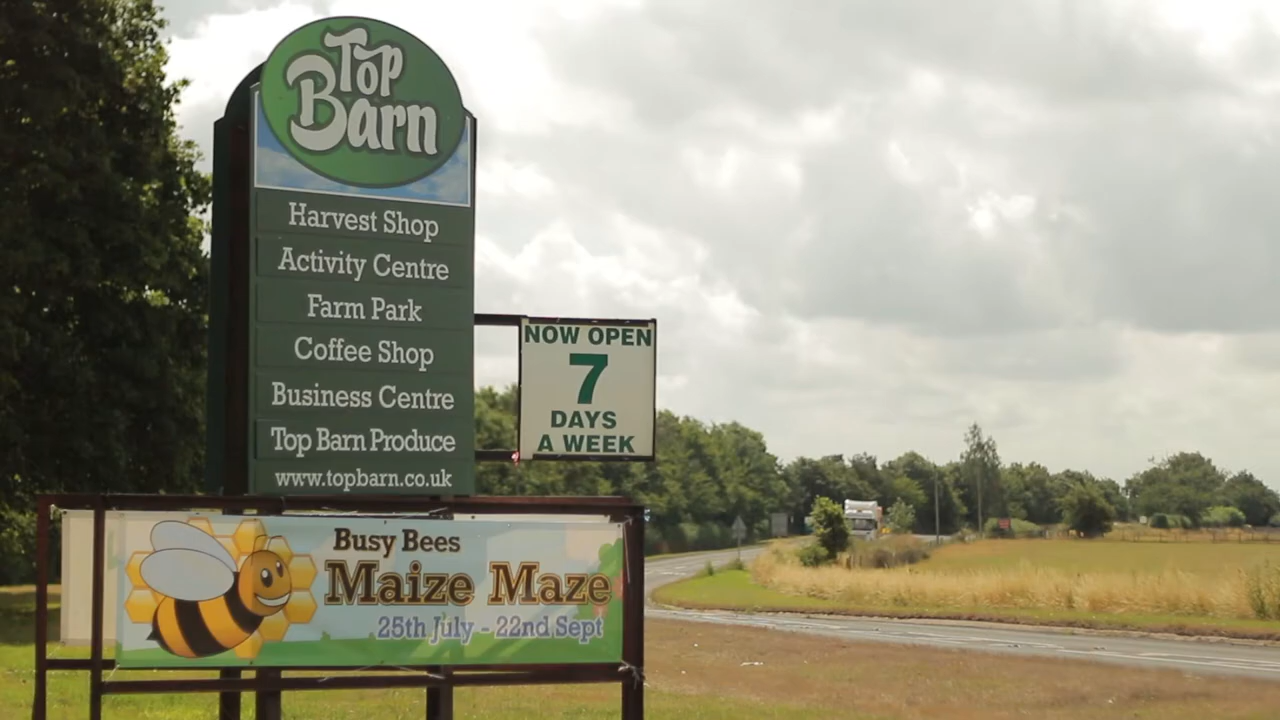 Top
Barn
Harvest Shop
Activity Centre
Farm Park
Coffee Shop
Business Centre
Top Barn Produce
www.topbarn.co.uk
NOW OPEN
7
DAYS
A WEEK
Busy Bees
Maize Maze
25th July - 22nd Sept